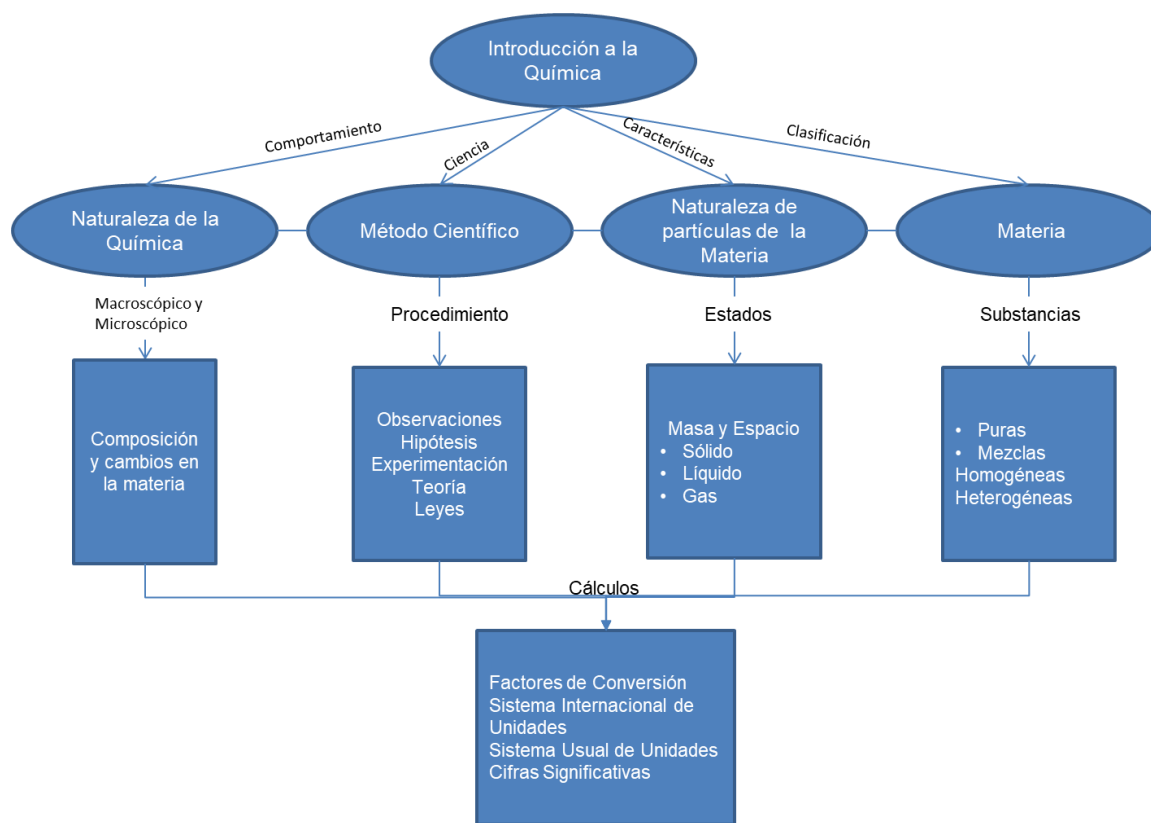 Introducción a la
Química
Comportamiento
Ciencia
Características
Clasificación
Naturaleza de la
Química
Método Científico
Naturaleza de
partículas de la
Materia
Materia
Macroscópico y
Microscópico
Procedimiento
Estados
Substancias
Composición
y cambios en
la materia
Observaciones
Hipótesis
Experimentación
Teoría
Leyes
Masa y Espacio
• Sólido
• Líquido
• Gas
• Puras
• Mezclas
Homogéneas
Heterogéneas
Cálculos
Factores de Conversión
Sistema Internacional de
Unidades
Sistema Usual de Unidades
Cifras Significativas